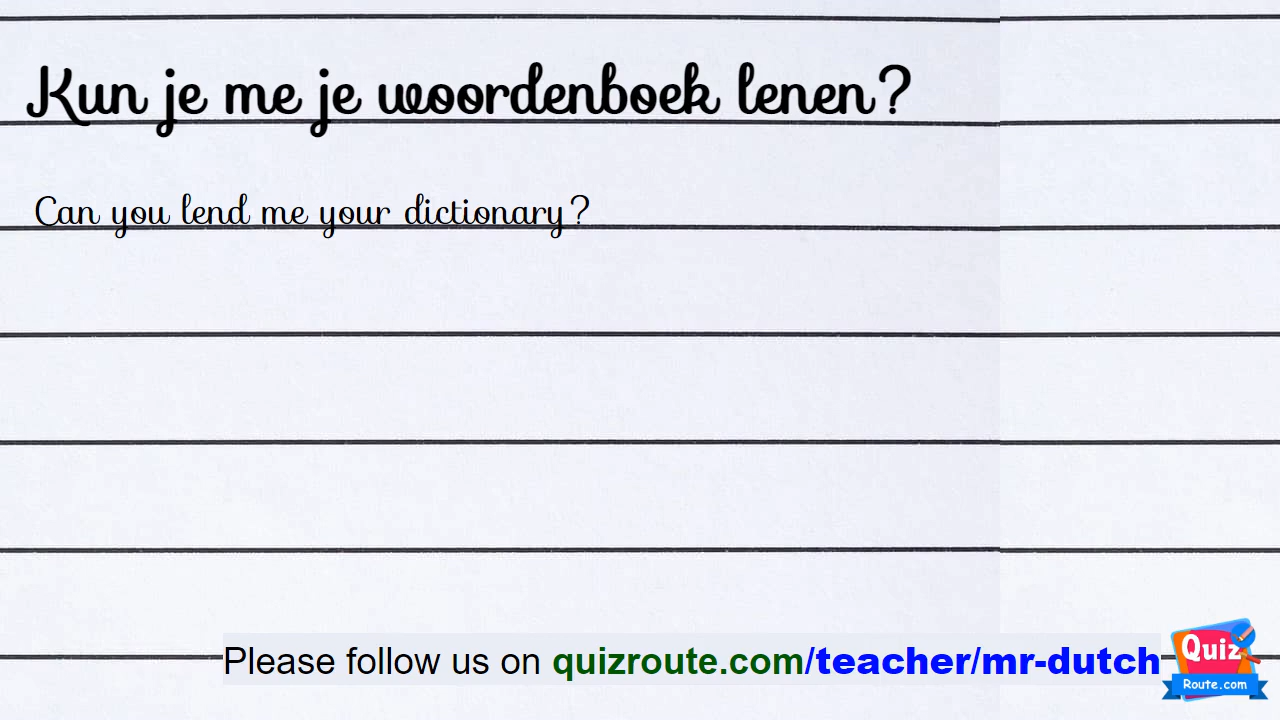 Kun je me je woordenboek lenen?
Can you lend me your dictionary?
Please follow us on quizroute.com/teacher/mr-dutch
Quiz
Route.com